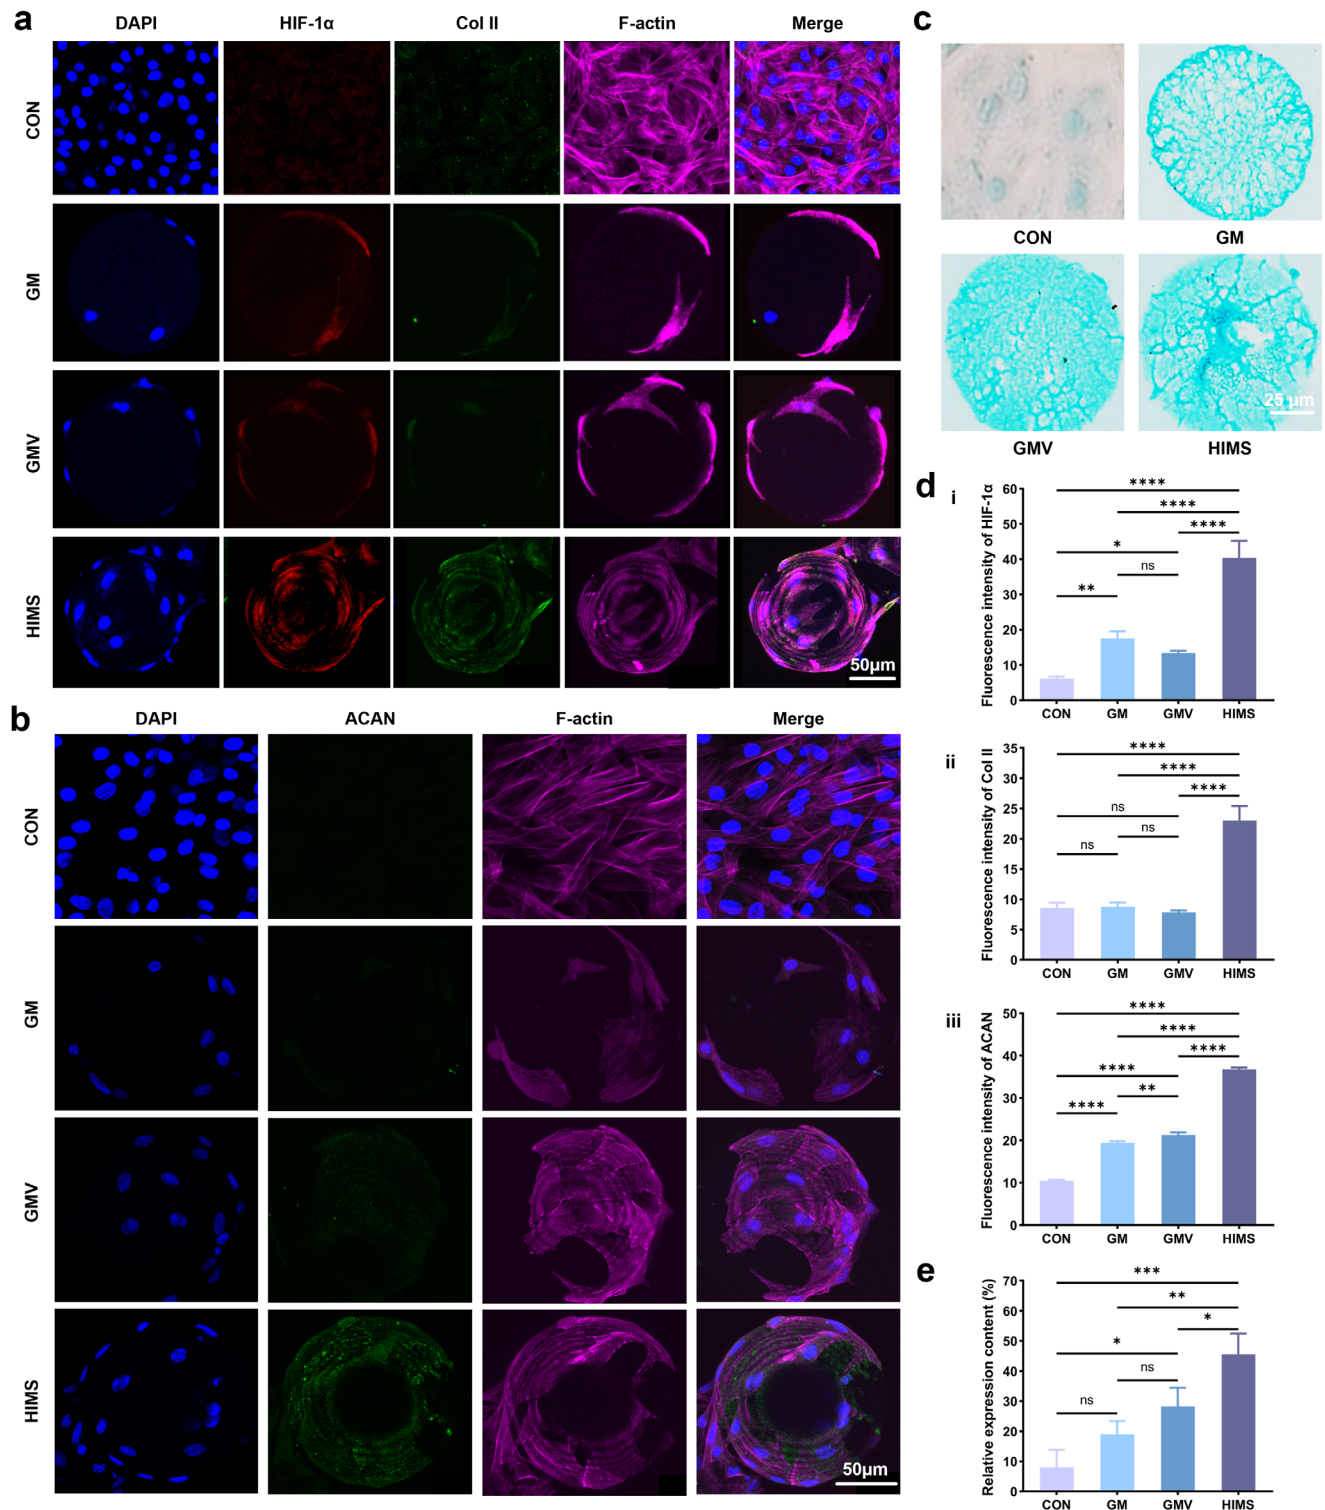 a
DAPI HIF-1α Col II F-actin Merge
CON
GM
GMV
HIMS
50μm
b
DAPI ACAN F-actin Merge
CON
GM
GMV
HIMS
50μm
c
CON GM
25 μm
GMV HIMS
d
i
Fluorescence intensity of HIF-1α
60
50
40
30
20
10
0
****
****
****
*
ns
**
CON GM GMV HIMS
ii
Fluorescence intensity of Col II
35
30
25
20
15
10
5
0
****
****
****
ns
ns
ns
CON GM GMV HIMS
iii
Fluorescence intensity of ACAN
50
40
30
20
10
0
****
****
****
****
**
****
CON GM GMV HIMS
e
Relative expression content (%)
70
60
50
40
30
20
10
0
***
**
*
*
ns
ns
CON GM GMV HIMS